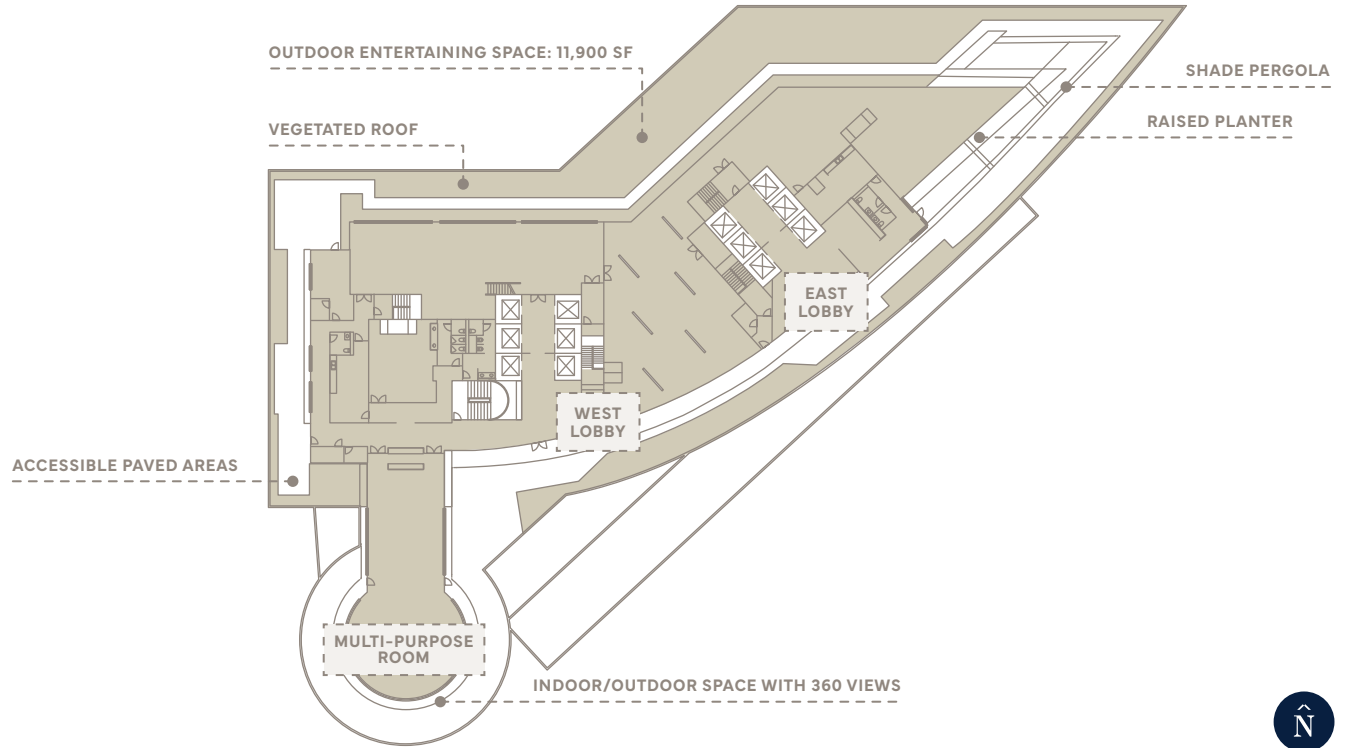 OUTDOOR ENTERTAINING SPACE: 11,900 SF
SHADE PERGOLA
VEGETATED ROOF
RAISED PLANTER
EAST
LOBBY
WEST
LOBBY
ACCESSIBLE PAVED AREAS
MULTI-PURPOSE
ROOM
INDOOR/OUTDOOR SPACE WITH 360 VIEWS
N